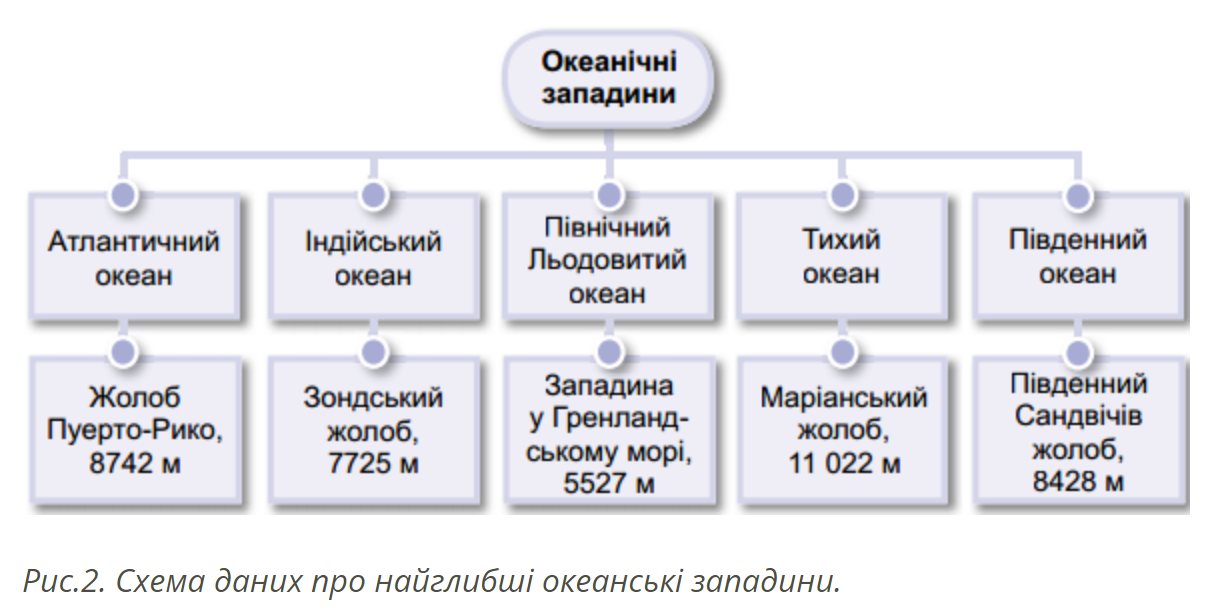 Океанічні
западини
Атлантичний
океан
Індійський
океан
Північний
Льодовитий
океан
Тихий
океан
Південний
океан
Жолоб
Пуерто-Рико,
8742 м
Зондський
жолоб,
7725 м
Западина
у Гренланд-
ському морі,
5527 м
Маріанський
жолоб,
11 022 м
Південний
Сандвічів
жолоб,
8428 м
Рис.2. Схема даних про найглибші океанські западини.